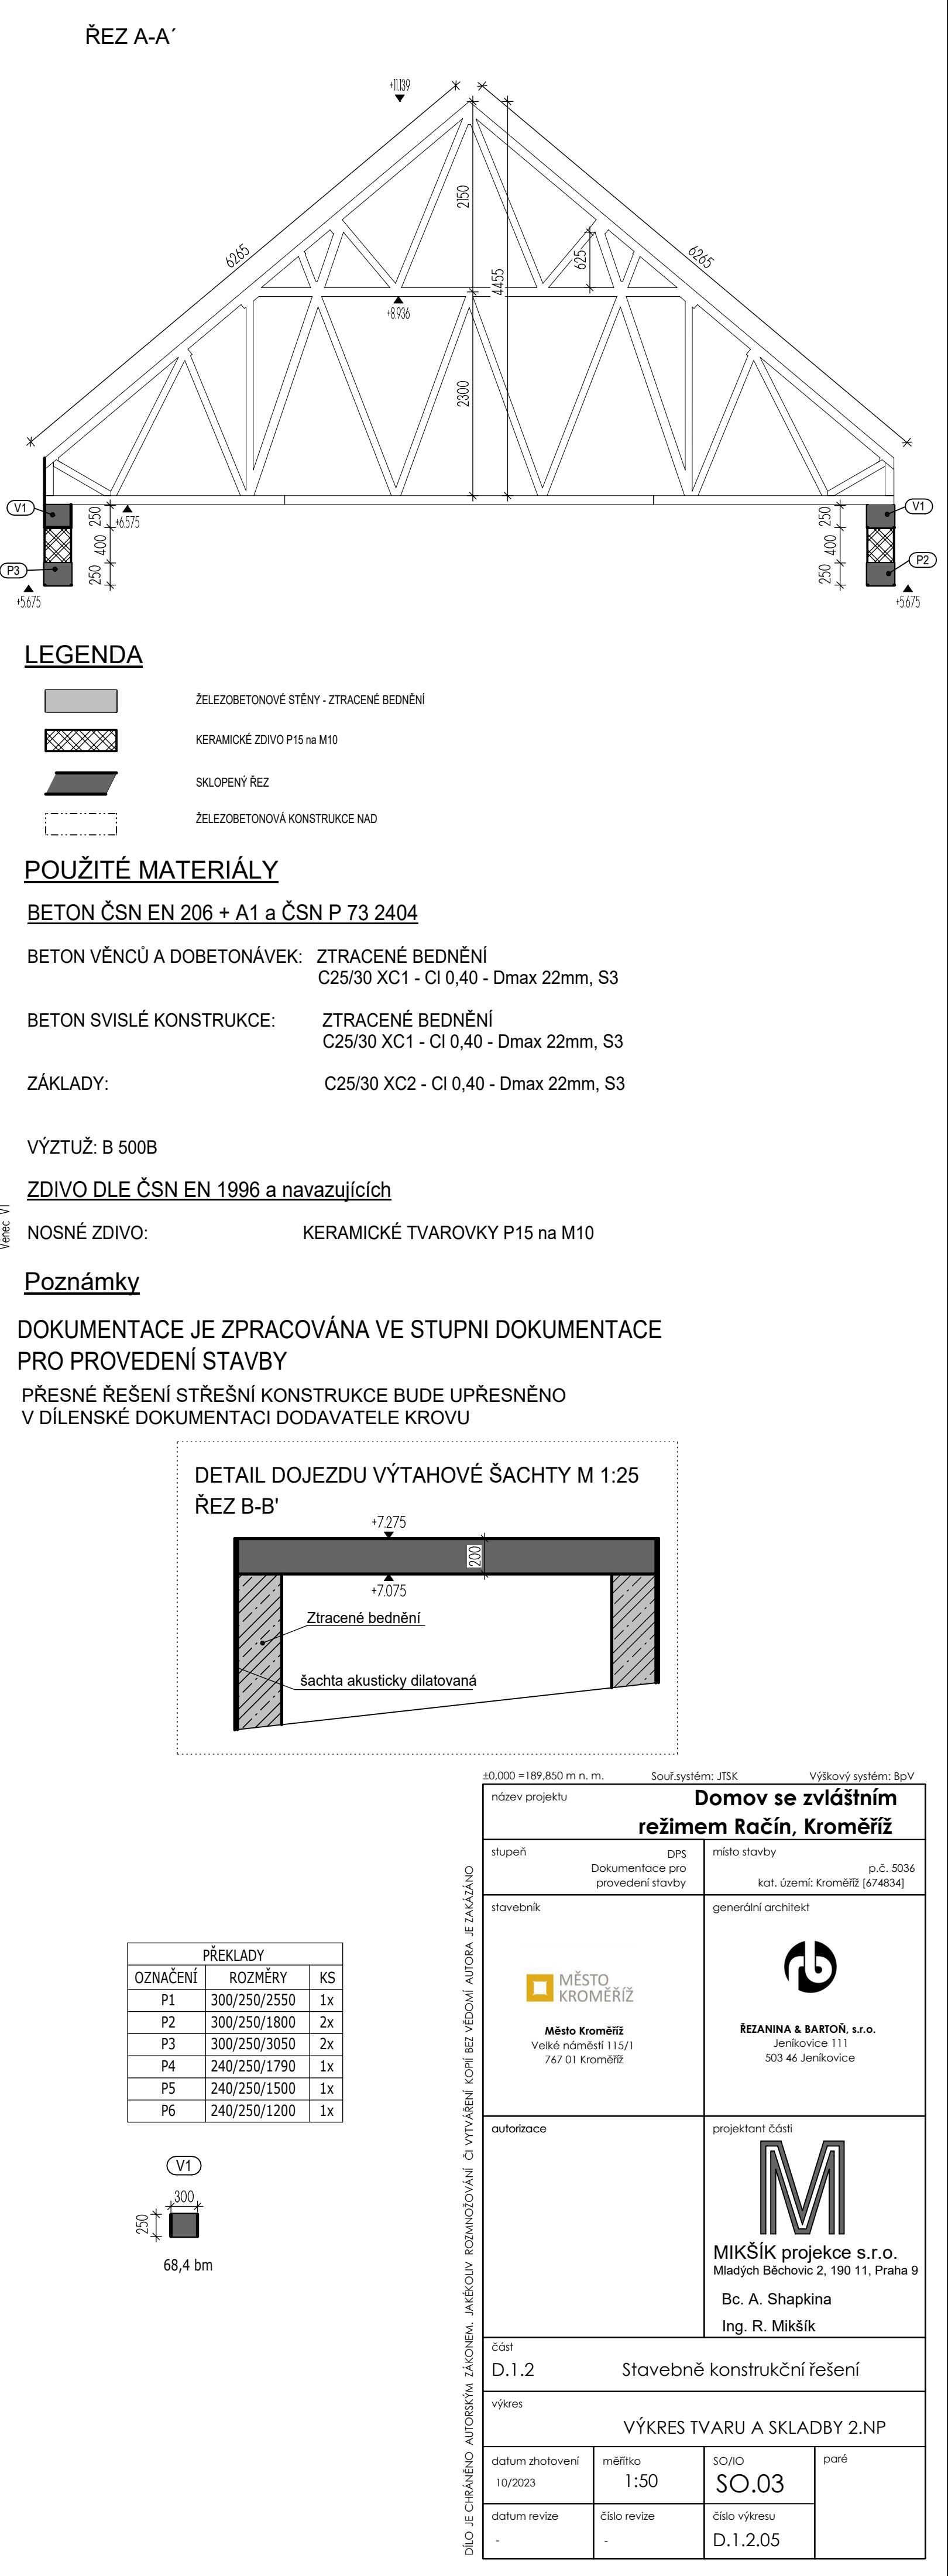 ŘEZ A-A´
+11.139
2150
6265
6265
625
4455
+8.936
2300
V1
V1
250
+6.575
250
400
400
P3
P2
250
250
+5.675
+5.675
LEGENDA
ŽELEZOBETONOVÉ STĚNY - ZTRACENÉ BEDNĚNÍ
KERAMICKÉ ZDIVO P15 na M10
SKLOPENÝ ŘEZ
ŽELEZOBETONOVÁ KONSTRUKCE NAD
POUŽITÉ MATERIÁLY
BETON ČSN EN 206 + A1 a ČSN P 73 2404
BETON VĚNCŮ A DOBETONÁVEK: ZTRACENÉ BEDNĚNÍ
C25/30 XC1 - Cl 0,40 - Dmax 22mm, S3
BETON SVISLÉ KONSTRUKCE: ZTRACENÉ BEDNĚNÍ
C25/30 XC1 - Cl 0,40 - Dmax 22mm, S3
ZÁKLADY: C25/30 XC2 - Cl 0,40 - Dmax 22mm, S3
VÝZTUŽ: B 500B
ZDIVO DLE ČSN EN 1996 a navazujících
Věnec V1
NOSNÉ ZDIVO: KERAMICKÉ TVAROVKY P15 na M10
Poznámky
DOKUMENTACE JE ZPRACOVÁNA VE STUPNI DOKUMENTACE
PRO PROVEDENÍ STAVBY
PŘESNÉ ŘEŠENÍ STŘEŠNÍ KONSTRUKCE BUDE UPŘESNĚNO
V DÍLENSKÉ DOKUMENTACI DODAVATELE KROVU
DETAIL DOJEZDU VÝTAHOVÉ ŠACHTY M 1:25
ŘEZ B-B'
+7.275
200
+7.075
Ztracené bednění
šachta akusticky dilatovaná
±0,000 =189,850 m n. m. Souř.systém: JTSK Výškový systém: BpV
název projektu
Domov se zvláštním
režimem Račín, Kroměříž
stupeň
DPS
Dokumentace pro
provedení stavby
místo stavby
p.č. 5036
kat. území: Kroměříž [674834]
stavebník
MĚSTO
KROMĚŘÍŽ
Město Kroměříž
Velké náměstí 115/1
767 01 Kroměříž
generální architekt
ŘEZANINA & BARTOŇ, s.r.o.
Jeníkovice 111
503 46 Jeníkovice
PŘEKLADY
OZNAČENÍ ROZMĚRY KS
P1 300/250/2550 1x
P2 300/250/1800 2x
P3 300/250/3050 2x
P4 240/250/1790 1x
P5 240/250/1500 1x
P6 240/250/1200 1x
V1
300
250
68,4 bm
autorizace
projektant části
M
MIKŠÍK projekce s.r.o.
Mladých Běchovic 2, 190 11, Praha 9
Bc. A. Shapkina
Ing. R. Mikšík
část
D.1.2 Stavebně konstrukční řešení
výkres
VÝKRES TVARU A SKLADBY 2.NP
datum zhotovení
10/2023
měřítko
1:50
SO/IO
SO.03
paré
datum revize
-
číslo revize
-
číslo výkresu
D.1.2.05
DÍLO JE CHRÁNĚNO AUTORSKÝM ZÁKONEM. JAKÉKOLIV ROZMNOŽOVÁNÍ ČI VYTVÁŘENÍ KOPIÍ BEZ VĚDOMÍ AUTORA JE ZAKÁZÁNO